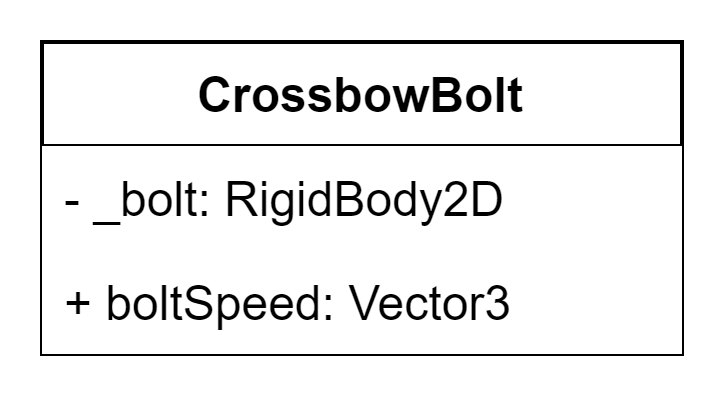 CrossbowBolt
- _bolt: RigidBody2D
+ boltSpeed: Vector3